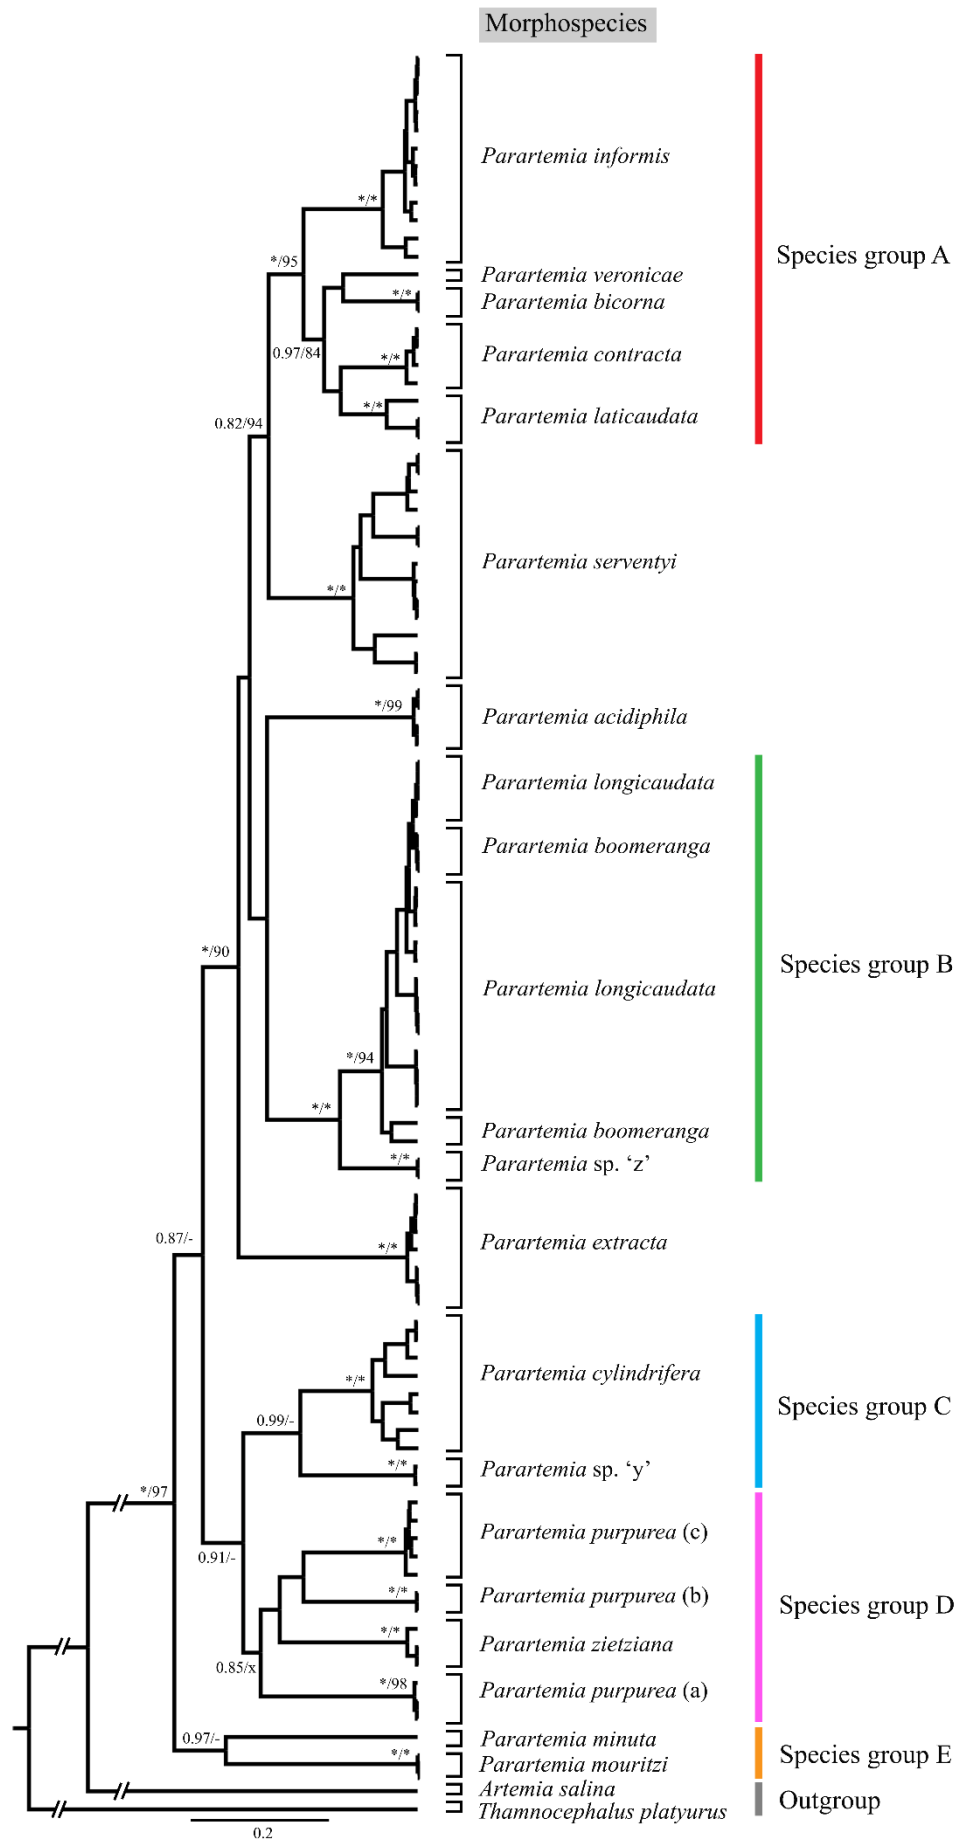 Morphospecies
Parartemia informis
*/*
Species group A
*/95
Parartemia veronicae
*/*
Parartemia bicorna
0.97/84
*/*
Parartemia contracta
*/*
Parartemia laticaudata
0.82/94
Parartemia serventyi
*/*
*/99
Parartemia acidiphila
Parartemia longicaudata
Parartemia boomeranga
*/90
Species group B
Parartemia longicaudata
*/94
*/*
Parartemia boomeranga
*/*
Parartemia sp. ‘z’
0.87/-
*/*
Parartemia extracta
*/*
Parartemia cylindrifera
0.99/-
Species group C
*/*
Parartemia sp. ‘y’
*/97
*/*
Parartemia purpurea (c)
0.91/-
*/*
Parartemia purpurea (b)
Species group D
*/*
Parartemia zietziana
0.85/x
*/98
Parartemia purpurea (a)
0.97/-
Parartemia minuta
*/*
Parartemia mouritzi
Species group E
Artemia salina
Outgroup
Thamnocephalus platyurus
0.2